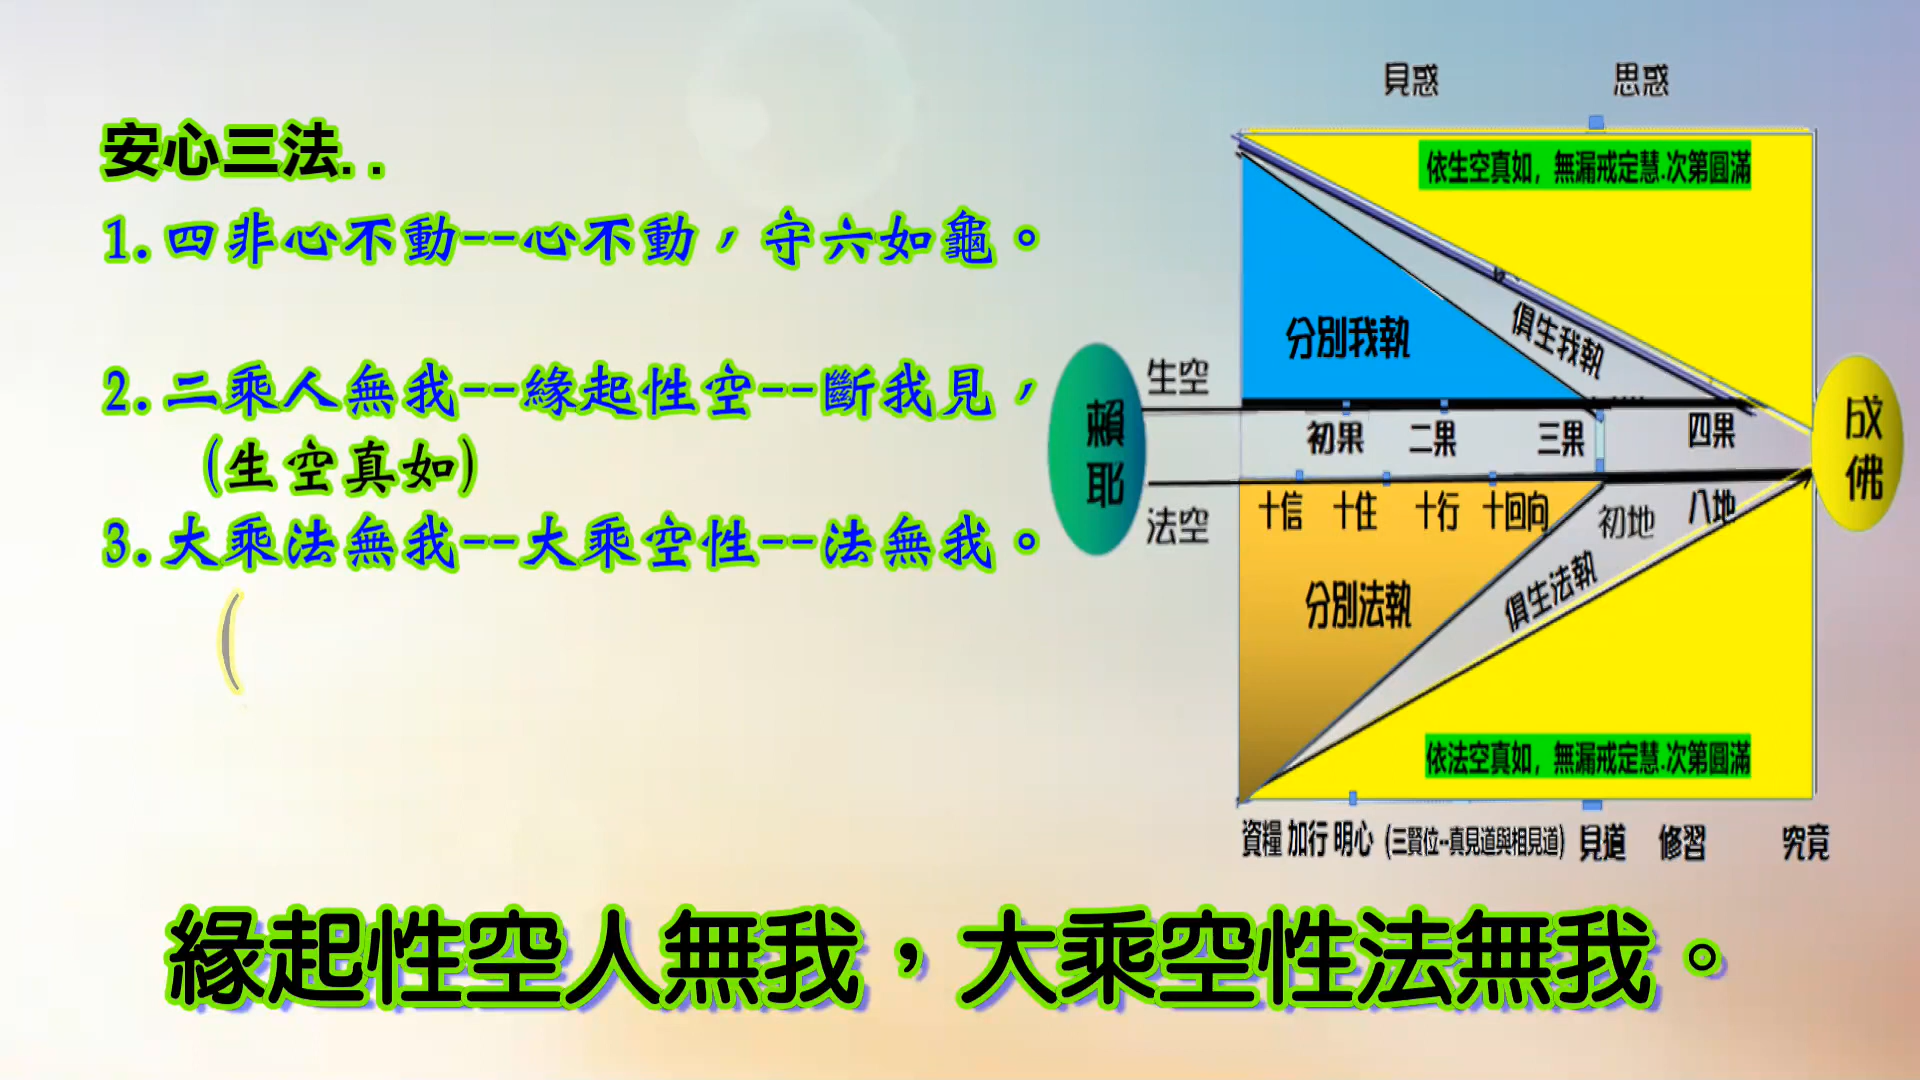 安心三法..
1.四非心不動--心不動，守六如龜。
2.二乘人無我--緣起性空--斷我見，
(生空真如)
3.大乘法無我--大乘空性--法無我。
(
見惑 思惑
依生空真如，無漏戒定慧.次第圓滿
分別我執
俱生我執
生空
賴耶
法空
初果 二果 三果 四果
成佛
十信 十住 十行 十回向 初地 八地
分別法執
俱生法執
依法空真如，無漏戒定慧.次第圓滿
資糧 加行 明心 (三賢位--真見道與相見道) 見道 修習 究竟
緣起性空人無我，大乘空性法無我。